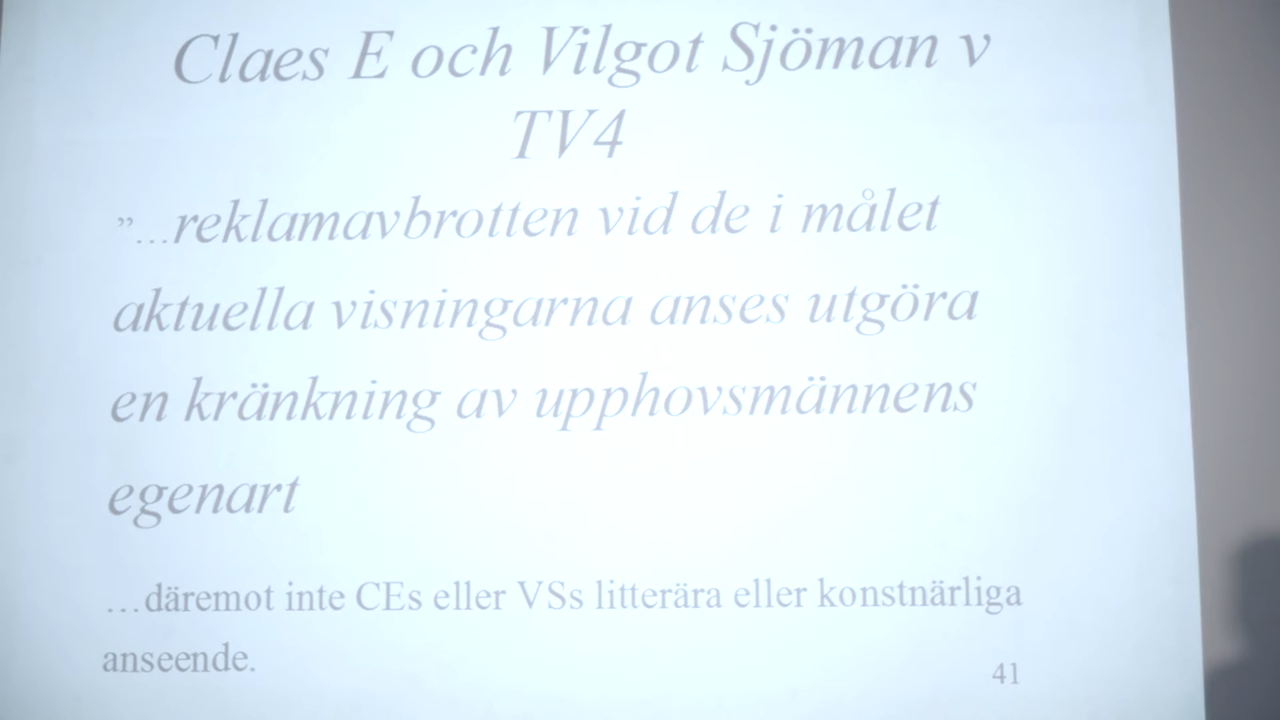 Claes E och Vilgot Sjöman v
TV4
”…reklamavbrotten vid de i målet
aktuella visningarna anses utgöra
en kränkning av upphovsmännens
egenart
…däremot inte CEs eller VSs litterära eller konstnärliga
anseende.
41